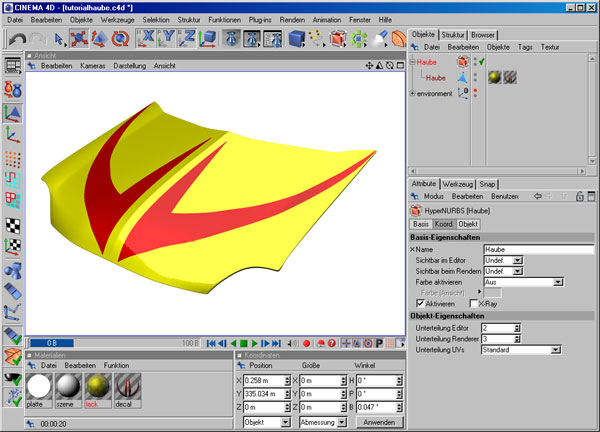 CINEMA 4D - [tutorialhaube.c4d *]
Datei Bearbeiten Objekte Werkzeuge Selektion Struktur Funktionen Plug-ins Rendern Animation Fenster Hilfe
X Y Z
Ansicht
Bearbeiten Kameras Darstellung Ansicht
0 B 100 B
P
Materialien
Datei Bearbeiten Funktion
platte szene lack decal
00:00:20
Koordinaten
Position Größe Winkel
X 0.258 m X 0 m H 0 °
Y 335.034 m Y 0 m P 0 °
Z 0 m Z 0 m B 0.047 °
Objekt Abmessung Anwenden
Objekte Struktur Browser
Datei Bearbeiten Objekte Tags Textur
Haube
Haube
environment
Attribute Werkzeug Snap
Modus Bearbeiten Benutzer
HyperNURBS [Haube]
Basis Koord. Objekt
Basis-Eigenschaften
Name Haube
Sichtbar im Editor Undef.
Sichtbar beim Rendern Undef.
Farbe aktivieren Aus
Farbe (Ansicht)
Aktivieren X-Ray
Objekt-Eigenschaften
Unterteilung Editor 2
Unterteilung Renderer 3
Unterteilung UVs Standard